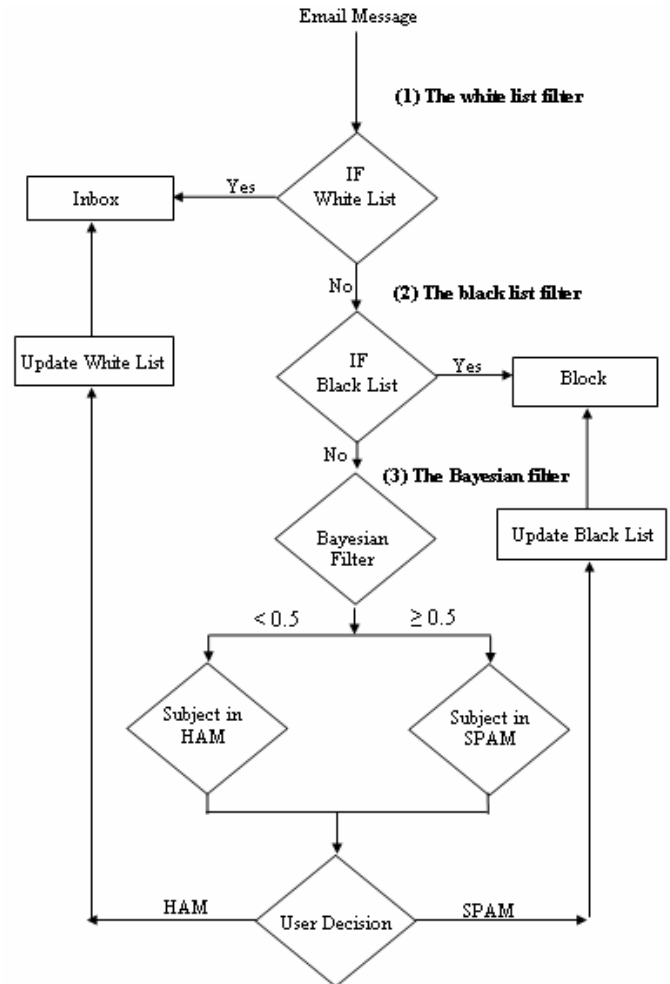 Email Message
(1) The white list filter
IF
White List
Yes
Inbox
No
(2) The black list filter
Update White List
IF
Black List
Yes
Block
No
(3) The Bayesian filter
Bayesian
Filter
Update Black List
< 0.5
≥ 0.5
Subject in
HAM
Subject in
SPAM
HAM
User Decision
SPAM